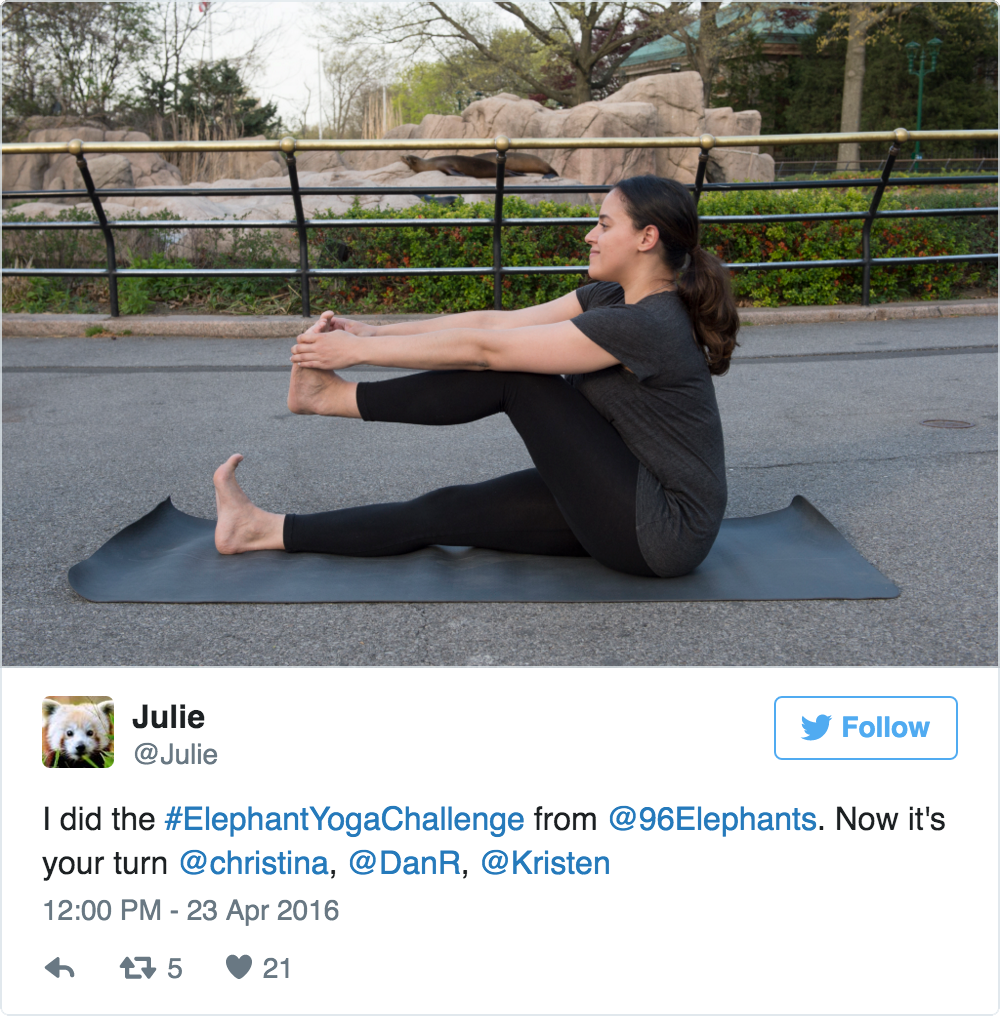 Julie
@Julie
Follow
I did the #ElephantYogaChallenge from @96Elephants. Now it's
your turn @christina, @DanR, @Kristen
12:00 PM - 23 Apr 2016
5 21